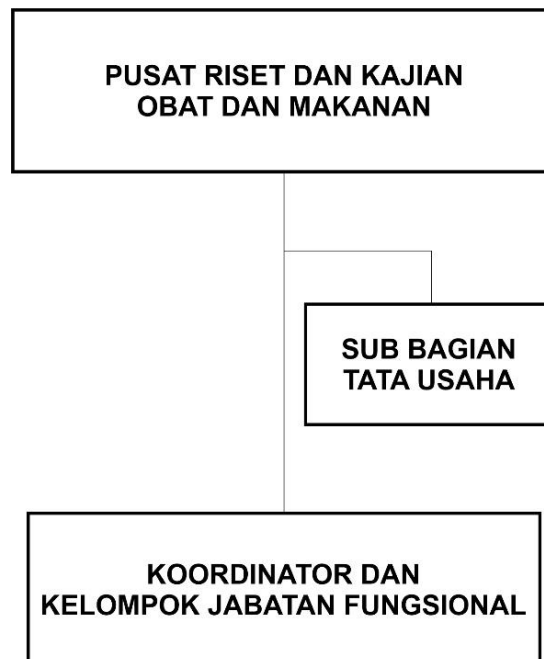 PUSAT RISET DAN KAJIAN
OBAT DAN MAKANAN
SUB BAGIAN
TATA USAHA
KOORDINATOR DAN
KELOMPOK JABATAN FUNGSIONAL